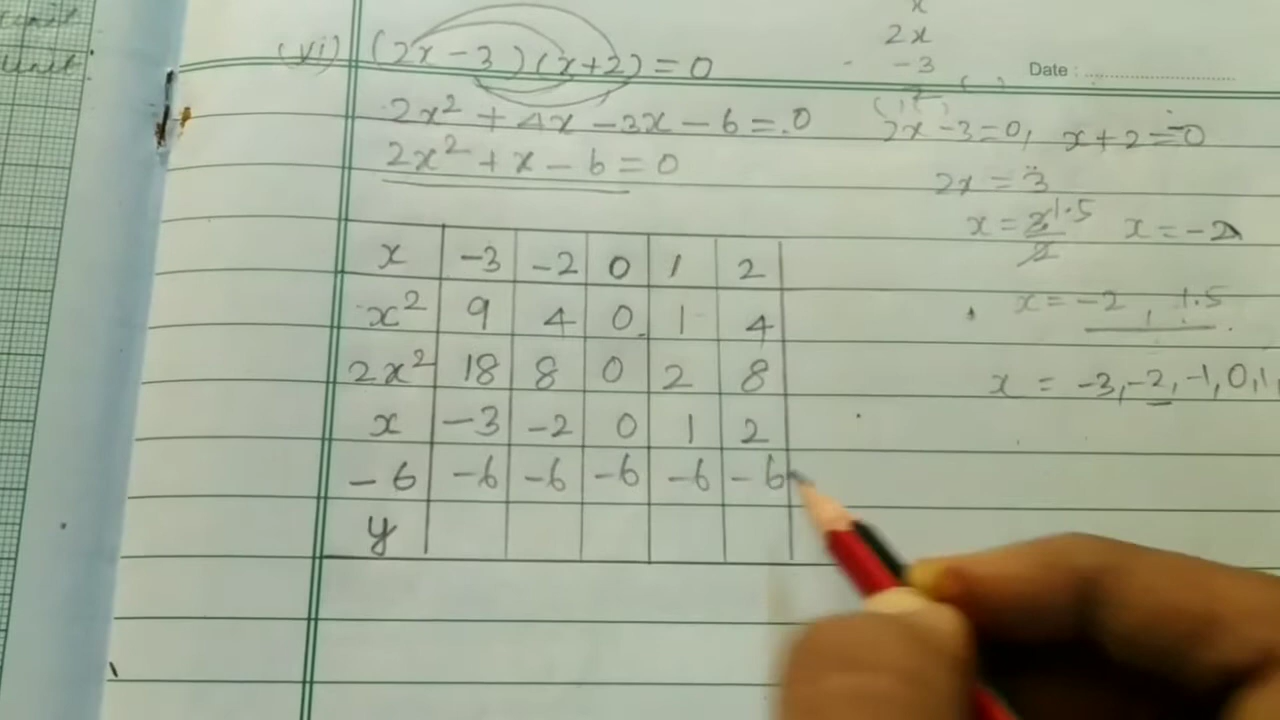 (vi) (2x-3)(x+2)=0
2x² + 4x - 3x - 6 = 0
2x² + x - 6 = 0
x -3 -2 0 1 2
x² 9 4 0 1 4
2x² 18 8 0 2 8
x -3 -2 0 1 2
-6 -6 -6 -6 -6 -6
y
x
2x
-3
Date :
2x-3=0, x+2=0
2x = 3
x = 3/2 1.5 x = -2
x = -2, 1.5
x = -3, -2, -1, 0, 1,
unit